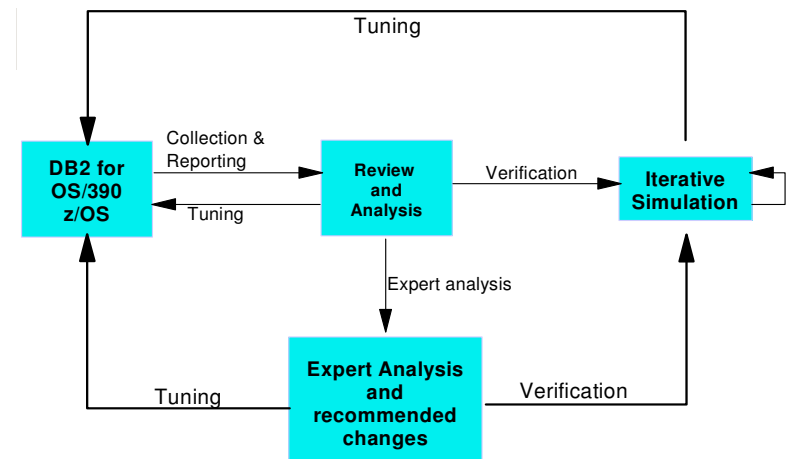 Tuning
Collection &
Reporting
DB2 for
OS/390
z/OS
Review
and
Analysis
Verification
Iterative
Simulation
Tuning
Expert analysis
Expert Analysis
and
recommended
changes
Tuning
Verification